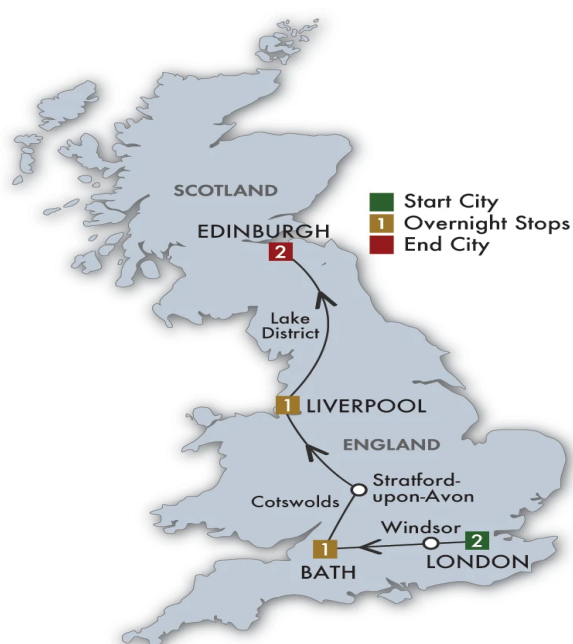 SCOTLAND
Start City
1 Overnight Stops
End City
EDINBURGH
2
Lake
District
1 LIVERPOOL
ENGLAND
Stratford-
upon-Avon
Cotswolds
Windsor
2
1
LONDON
BATH